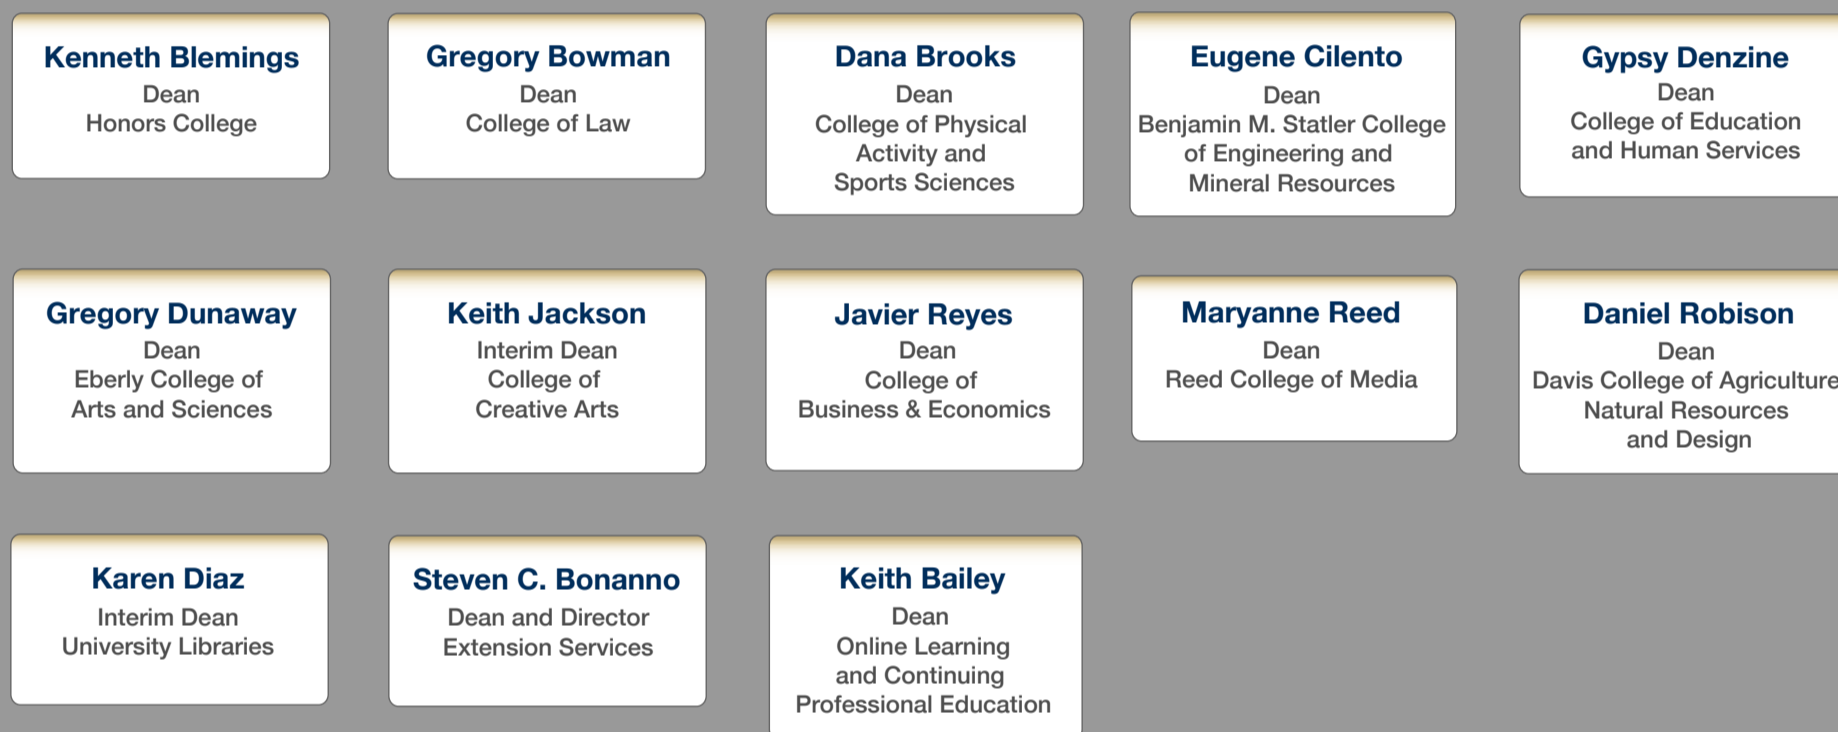 Kenneth Blemings
Dean
Honors College
Gregory Bowman
Dean
College of Law
Dana Brooks
Dean
College of Physical
Activity and
Sports Sciences
Eugene Cilento
Dean
Benjamin M. Statler College
of Engineering and
Mineral Resources
Gypsy Denzine
Dean
College of Education
and Human Services
Gregory Dunaway
Dean
Eberly College of
Arts and Sciences
Keith Jackson
Interim Dean
College of
Creative Arts
Javier Reyes
Dean
College of
Business & Economics
Maryanne Reed
Dean
Reed College of Media
Daniel Robison
Dean
Davis College of Agriculture
Natural Resources
and Design
Karen Diaz
Interim Dean
University Libraries
Steven C. Bonanno
Dean and Director
Extension Services
Keith Bailey
Dean
Online Learning
and Continuing
Professional Education